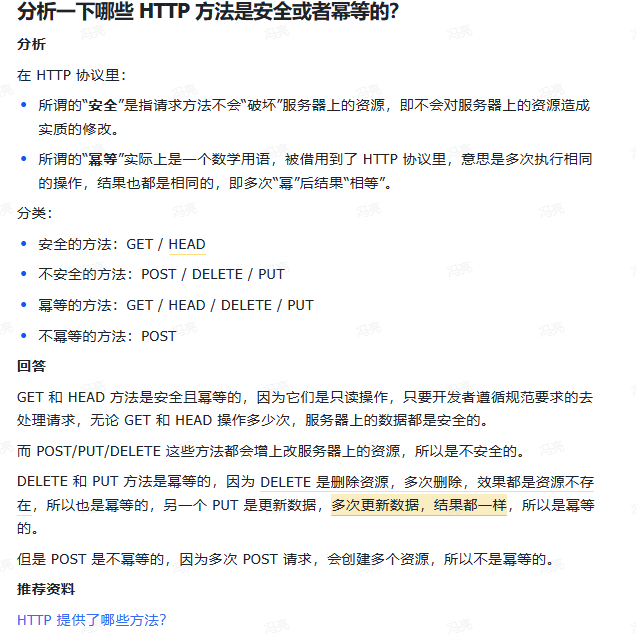 分析一下哪些 HTTP 方法是安全或者幂等的?
分析
在 HTTP 协议里：
所谓的“安全”是指请求方法不会“破坏”服务器上的资源，即不会对服务器上的资源造成
实质的修改。
所谓的“幂等”实际上是一个数学用语，被借用到了 HTTP 协议里，意思是多次执行相同
的操作，结果也都是相同的，即多次“幂”后结果“相等”。
分类：
安全的方法：GET / HEAD
不安全的方法：POST / DELETE / PUT
幂等的方法：GET / HEAD / DELETE / PUT
不幂等的方法：POST
回答
GET 和 HEAD 方法是安全且幂等的，因为它们是只读操作，只要开发者遵循规范要求的去
处理请求，无论 GET 和 HEAD 操作多少次，服务器上的数据都是安全的。
而 POST/PUT/DELETE 这些方法都会增上改服务器上的资源，所以是不安全的。
DELETE 和 PUT 方法是幂等的，因为 DELETE 是删除资源，多次删除，效果都是资源不存
在，所以也是幂等的，另一个 PUT 是更新数据，多次更新数据，结果都一样，所以是幂等
的。
但是 POST 是不幂等的，因为多次 POST 请求，会创建多个资源，所以不是幂等的。
推荐资料
HTTP 提供了哪些方法?